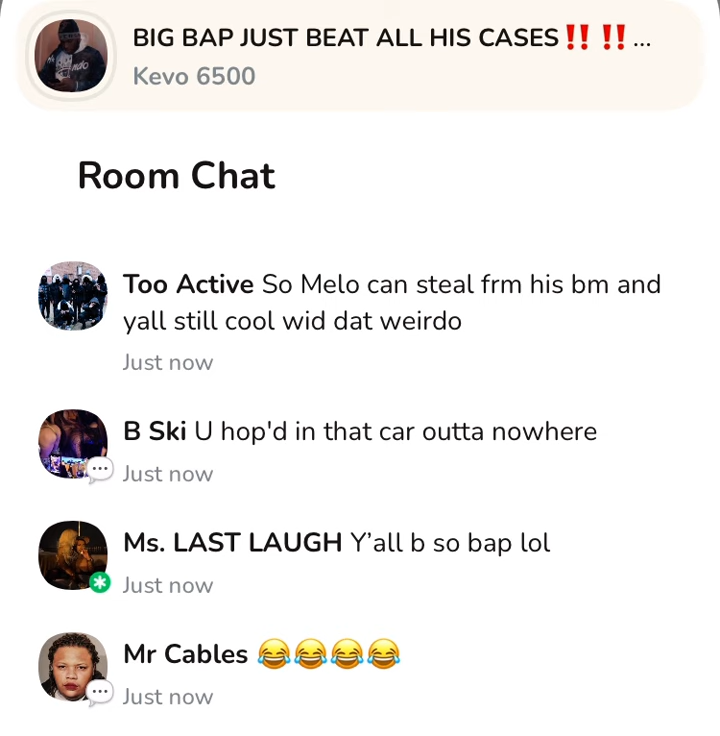 BIG BAP JUST BEAT ALL HIS CASES‼️ ‼️...
Kevo 6500
Room Chat
Too Active So Melo can steal frm his bm and
yall still cool wid dat weirdo
Just now
B Ski U hop'd in that car outta nowhere
Just now
Ms. LAST LAUGH Y’all b so bap lol
Just now
Mr Cables 😂😂😂😂
Just now